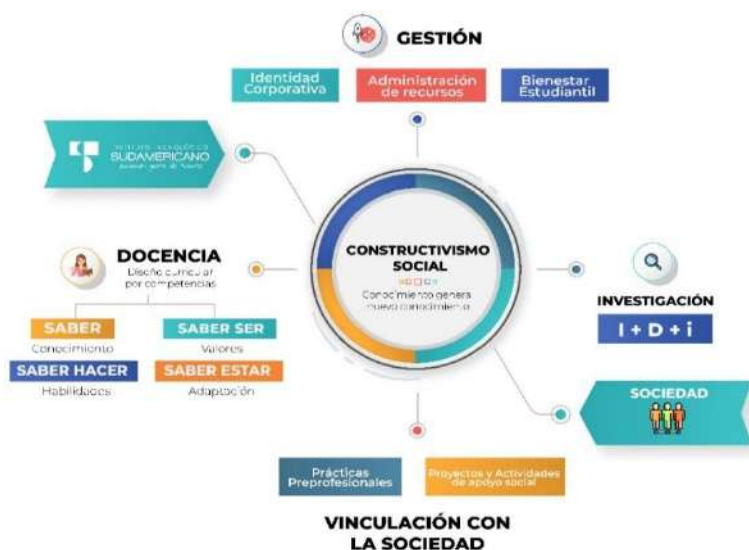 GESTIÓN
Identidad
Corporativa
Administración
de recursos
Bienestar
Estudiantil
SUDAMERICANO
DOCENCIA
Diseño curricular
por competencias
SABER
Conocimiento
SABER SER
Valores
SABER HACER
Habilidades
SABER ESTAR
Adaptación
CONSTRUCTIVISMO
SOCIAL
Conocimiento genera
nuevo conocimiento
INVESTIGACIÓN
I + D + i
SOCIEDAD
Prácticas
Preprofesionales
Proyectos y Actividades
de apoyo social
VINCULACIÓN CON
LA SOCIEDAD